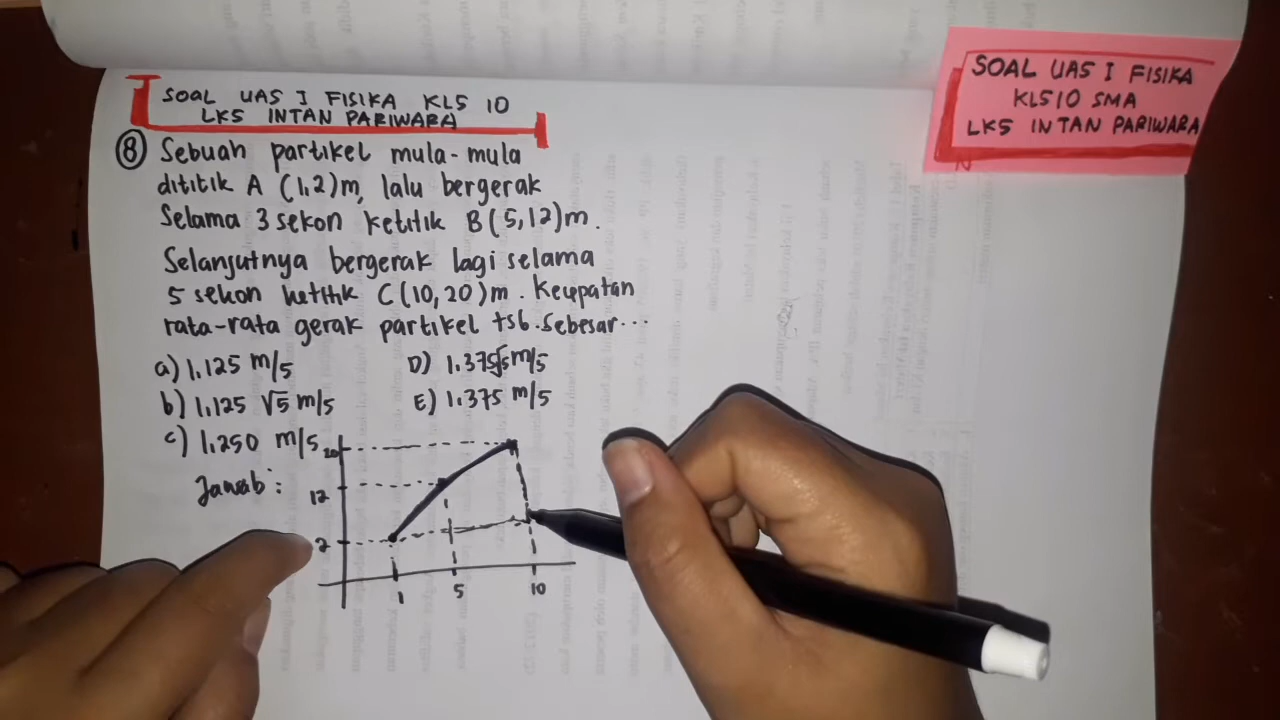 SOAL UAS I FISIKA KLS 10
LKS INTAN PARIWARA
SOAL UAS I FISIKA
KLS 10 SMA
LKS INTAN PARIWARA
8 Sebuah partikel mula-mula
dititik A (1,2)m, lalu bergerak
Selama 3 sekon ketitik B(5,12)m.
Selanjutnya bergerak lagi selama
5 sekon ketitik C(10,20)m. Kecepatan
rata-rata gerak partikel tsb. Sebesar...
a) 1,125 m/s
b) 1,125 √5 m/s
c) 1,250 m/s
D) 1.375√5 m/s
E) 1.375 m/s
Jawab :
20
12
2
1 5 10